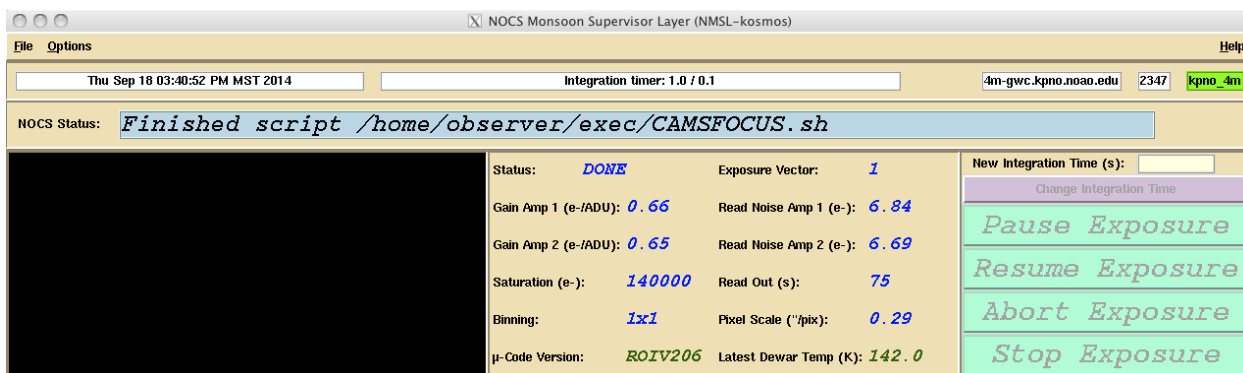 NOCS Monsoon Supervisor Layer (NMSL-kosmos)
File Options Help
Thu Sep 18 03:40:52 PM MST 2014 Integration timer: 1.0 / 0.1 4m-gwc.kpno.noao.edu 2347 kpno_4m
NOCS Status: Finished script /home/observer/exec/CAMSFOCUS.sh
Status: DONE Exposure Vector: 1 New Integration Time (s):
Change Integration Time
Gain Amp 1 (e-/ADU): 0.66 Read Noise Amp 1 (e-): 6.84 Pause Exposure
Gain Amp 2 (e-/ADU): 0.65 Read Noise Amp 2 (e-): 6.69 Resume Exposure
Saturation (e-): 140000 Read Out (s): 75 Abort Exposure
Binning: 1x1 Pixel Scale ("/pix): 0.29
µ-Code Version: ROIV206 Latest Dewar Temp (K): 142.0 Stop Exposure